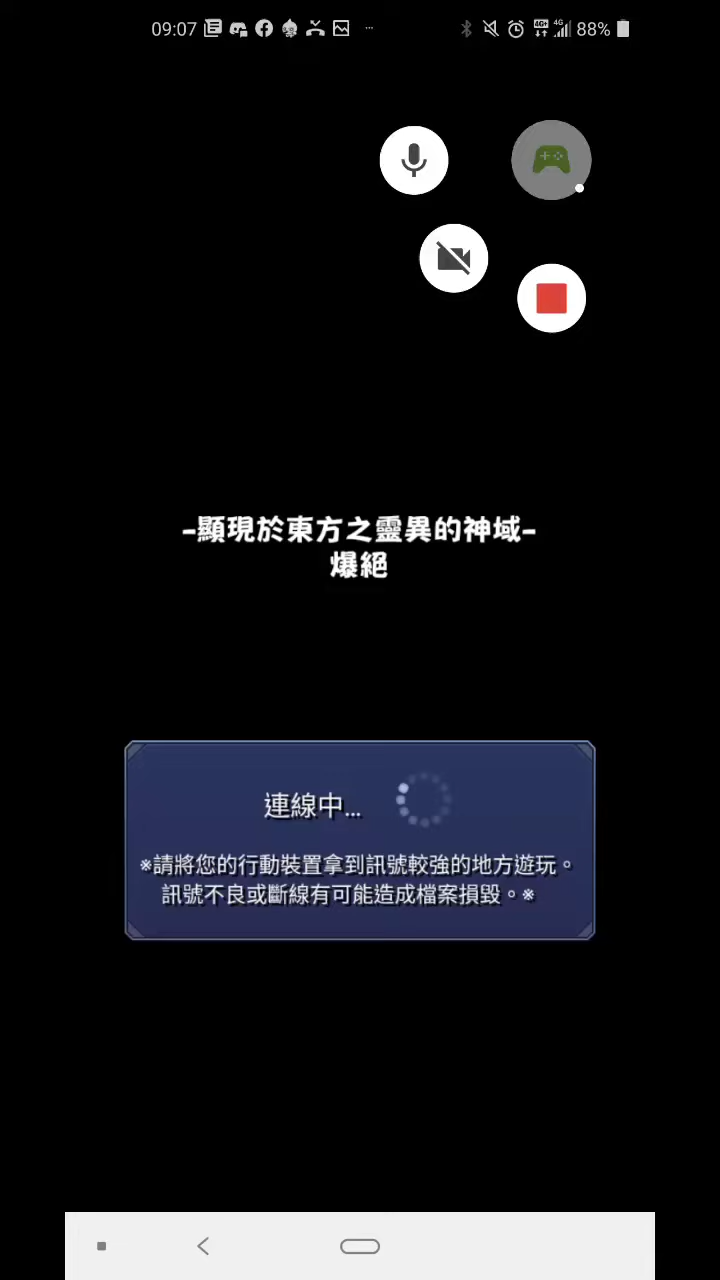 09:07
4G+ 4G 88%
-顯現於東方之靈異的神域-
爆絕
連線中...
※請將您的行動裝置拿到訊號較強的地方遊玩。
訊號不良或斷線有可能造成檔案損毀。※